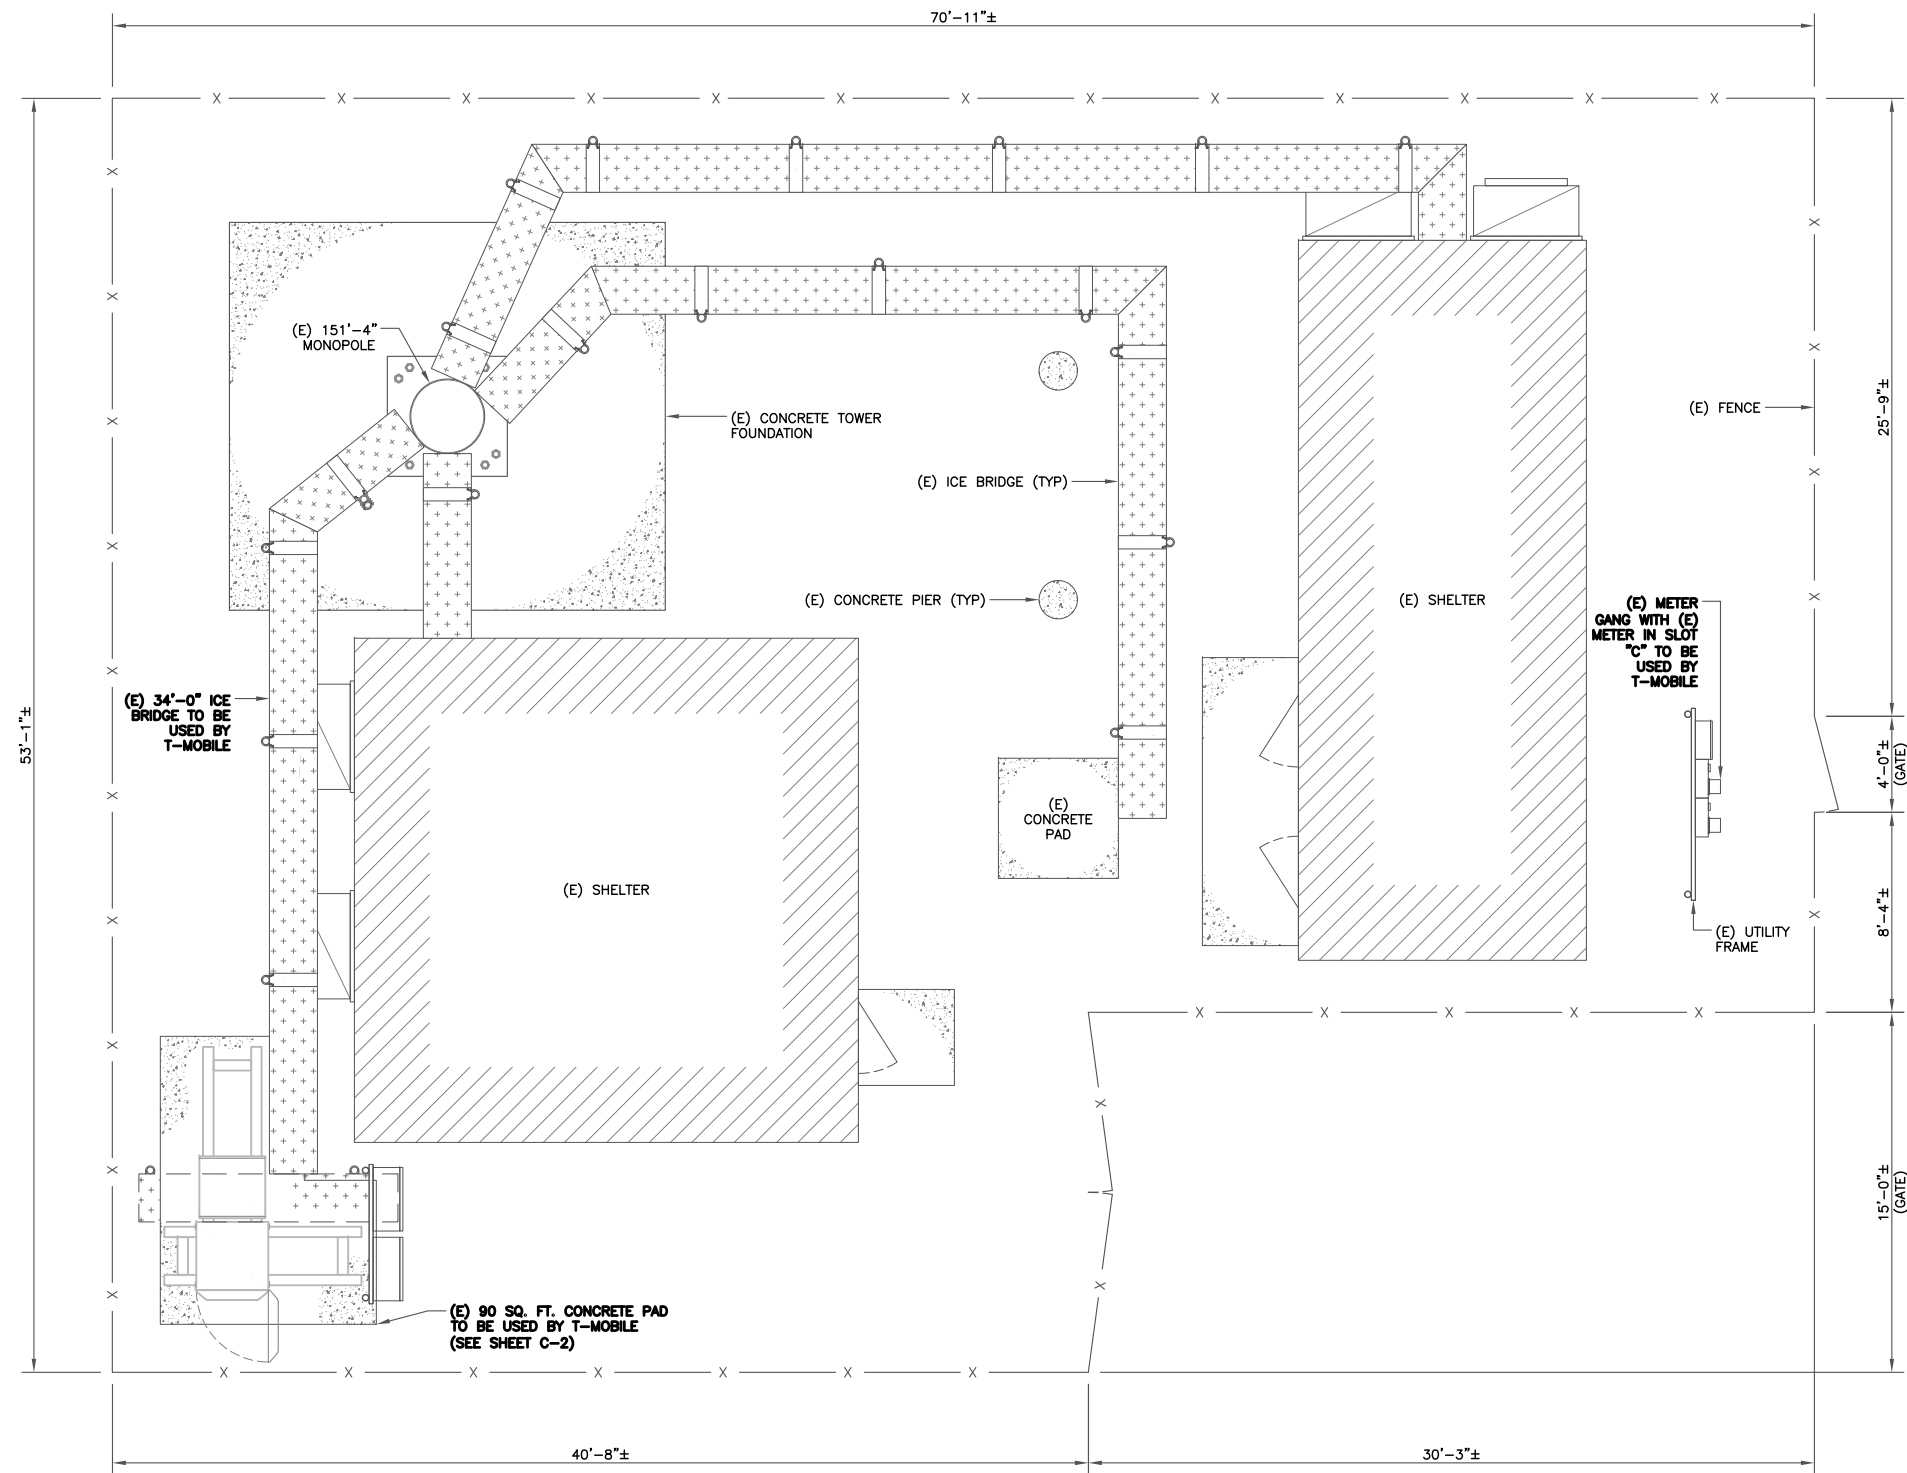 70'-11"±
(E) 151'-4"
MONOPOLE
(E) CONCRETE TOWER
FOUNDATION
(E) FENCE
25'-9"±
(E) ICE BRIDGE (TYP)
(E) CONCRETE PIER (TYP)
(E) SHELTER
(E) METER
GANG WITH (E)
METER IN SLOT
"C" TO BE
USED BY
T-MOBILE
(E) 34'-0" ICE
BRIDGE TO BE
USED BY
T-MOBILE
53'-1"±
4'-0"±
(GATE)
(E)
CONCRETE
PAD
(E) SHELTER
8'-4"±
(E) UTILITY
FRAME
15'-0"±
(GATE)
(E) 90 SQ. FT. CONCRETE PAD
TO BE USED BY T-MOBILE
(SEE SHEET C-2)
40'-8"±
30'-3"±